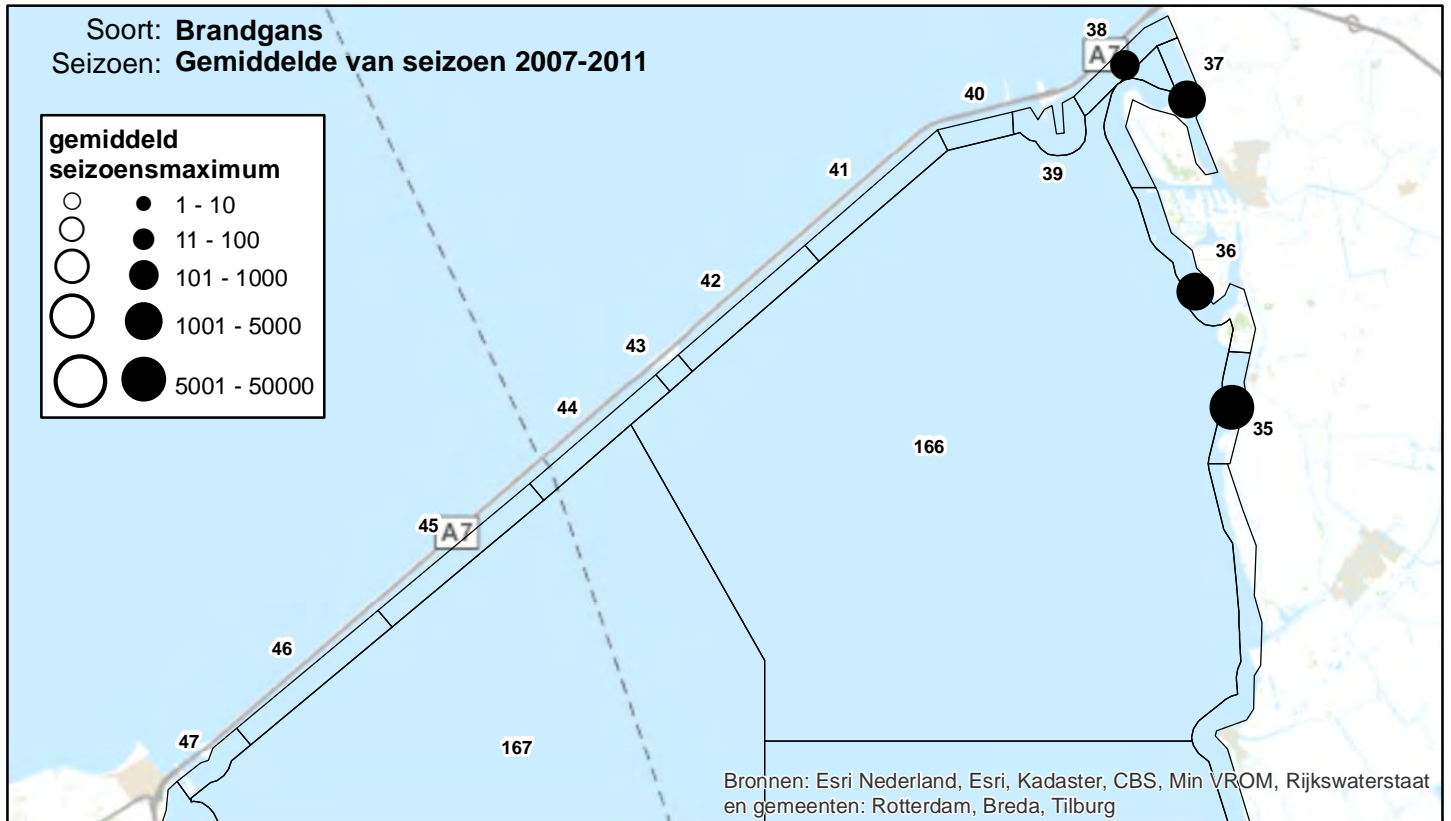 Soort: Brandgans
Seizoen: Gemiddelde van seizoen 2007-2011
gemiddeld
seizoensmaximum
1 - 10
11 - 100
101 - 1000
1001 - 5000
5001 - 50000
38
A7
37
40
41
39
36
42
43
44
35
166
45
A7
46
47
167
Bronnen: Esri Nederland, Esri, Kadaster, CBS, Min VROM, Rijkswaterstaat
en gemeenten: Rotterdam, Breda, Tilburg